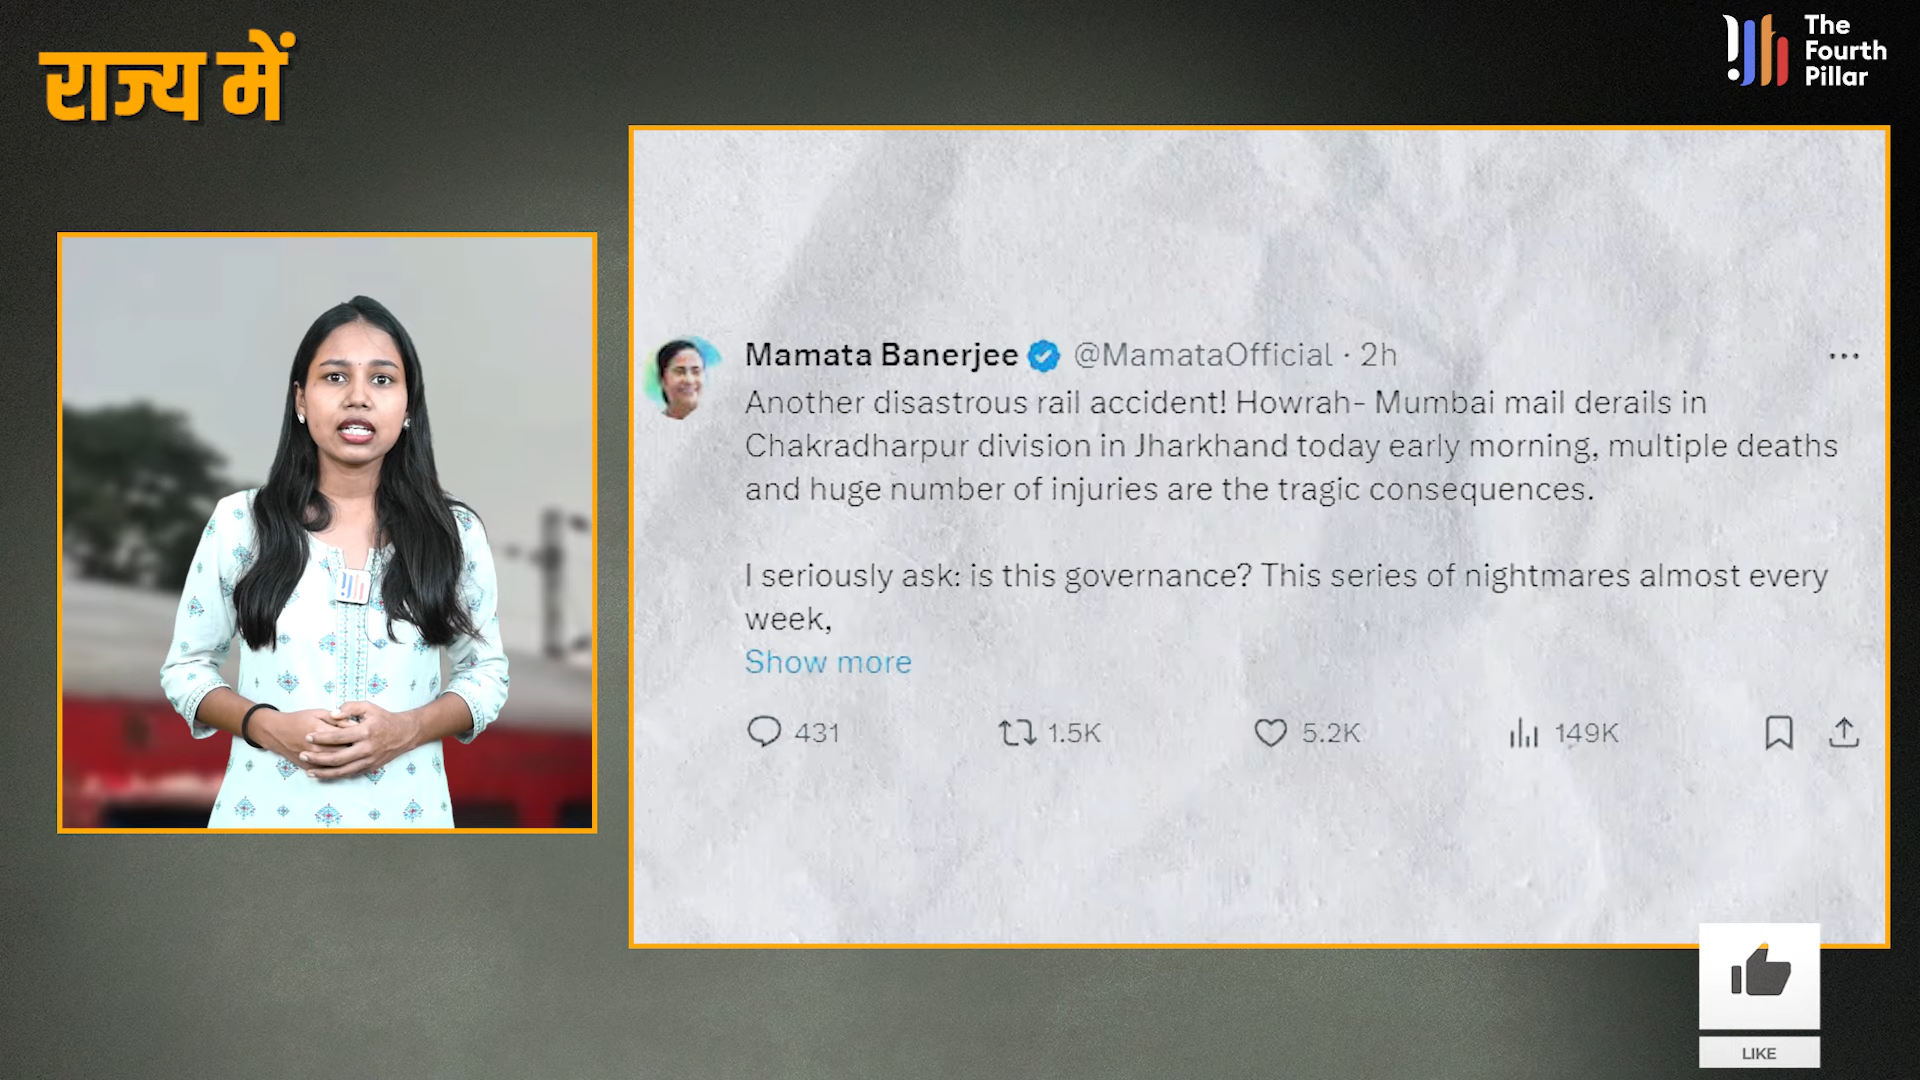 राज्य में
The
Fourth
Pillar
Mamata Banerjee @MamataOfficial · 2h
Another disastrous rail accident! Howrah- Mumbai mail derails in
Chakradharpur division in Jharkhand today early morning, multiple deaths
and huge number of injuries are the tragic consequences.
I seriously ask: is this governance? This series of nightmares almost every
week,
Show more
431 1.5K 5.2K 149K
LIKE